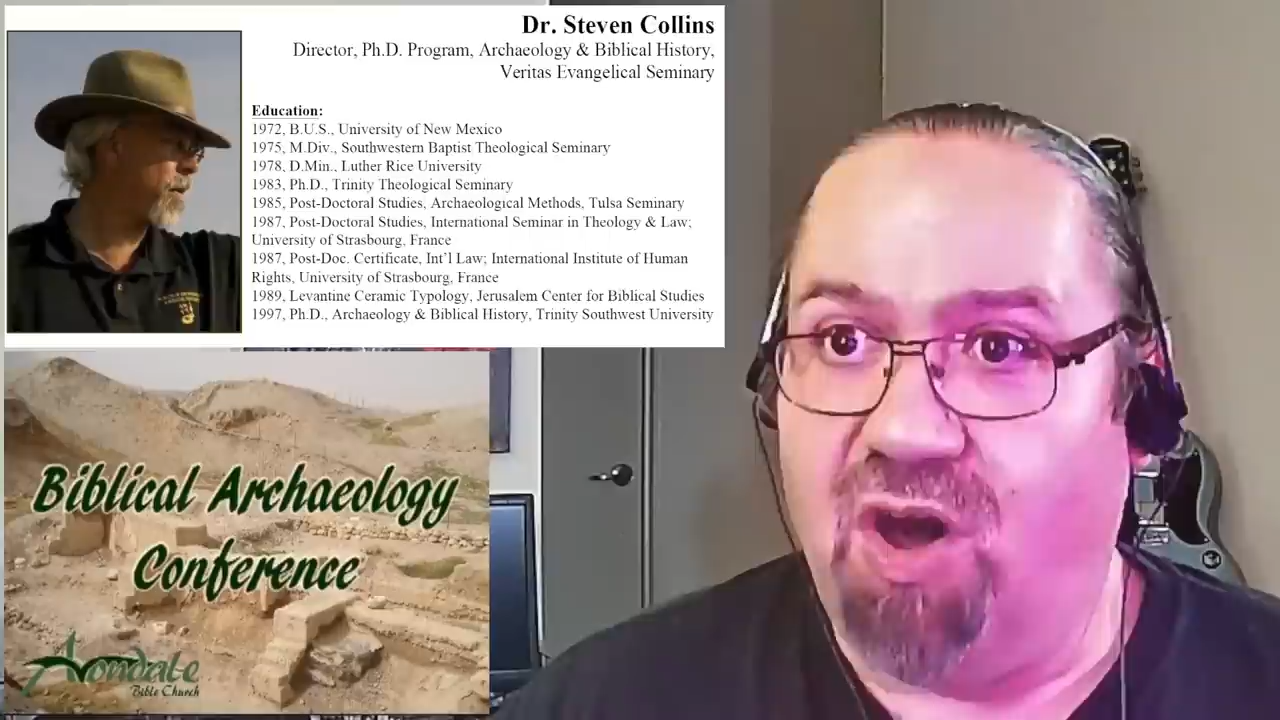 Dr. Steven Collins
Director, Ph.D. Program, Archaeology & Biblical History,
Veritas Evangelical Seminary
Education:
1972, B.U.S., University of New Mexico
1975, M.Div., Southwestern Baptist Theological Seminary
1978, D.Min., Luther Rice University
1983, Ph.D., Trinity Theological Seminary
1985, Post-Doctoral Studies, Archaeological Methods, Tulsa Seminary
1987, Post-Doctoral Studies, International Seminar in Theology & Law;
University of Strasbourg, France
1987, Post-Doc. Certificate, Int'l Law; International Institute of Human
Rights, University of Strasbourg, France
1989, Levantine Ceramic Typology, Jerusalem Center for Biblical Studies
1997, Ph.D., Archaeology & Biblical History, Trinity Southwest University
Biblical Archaeology
Conference
Avondale
Bible Church